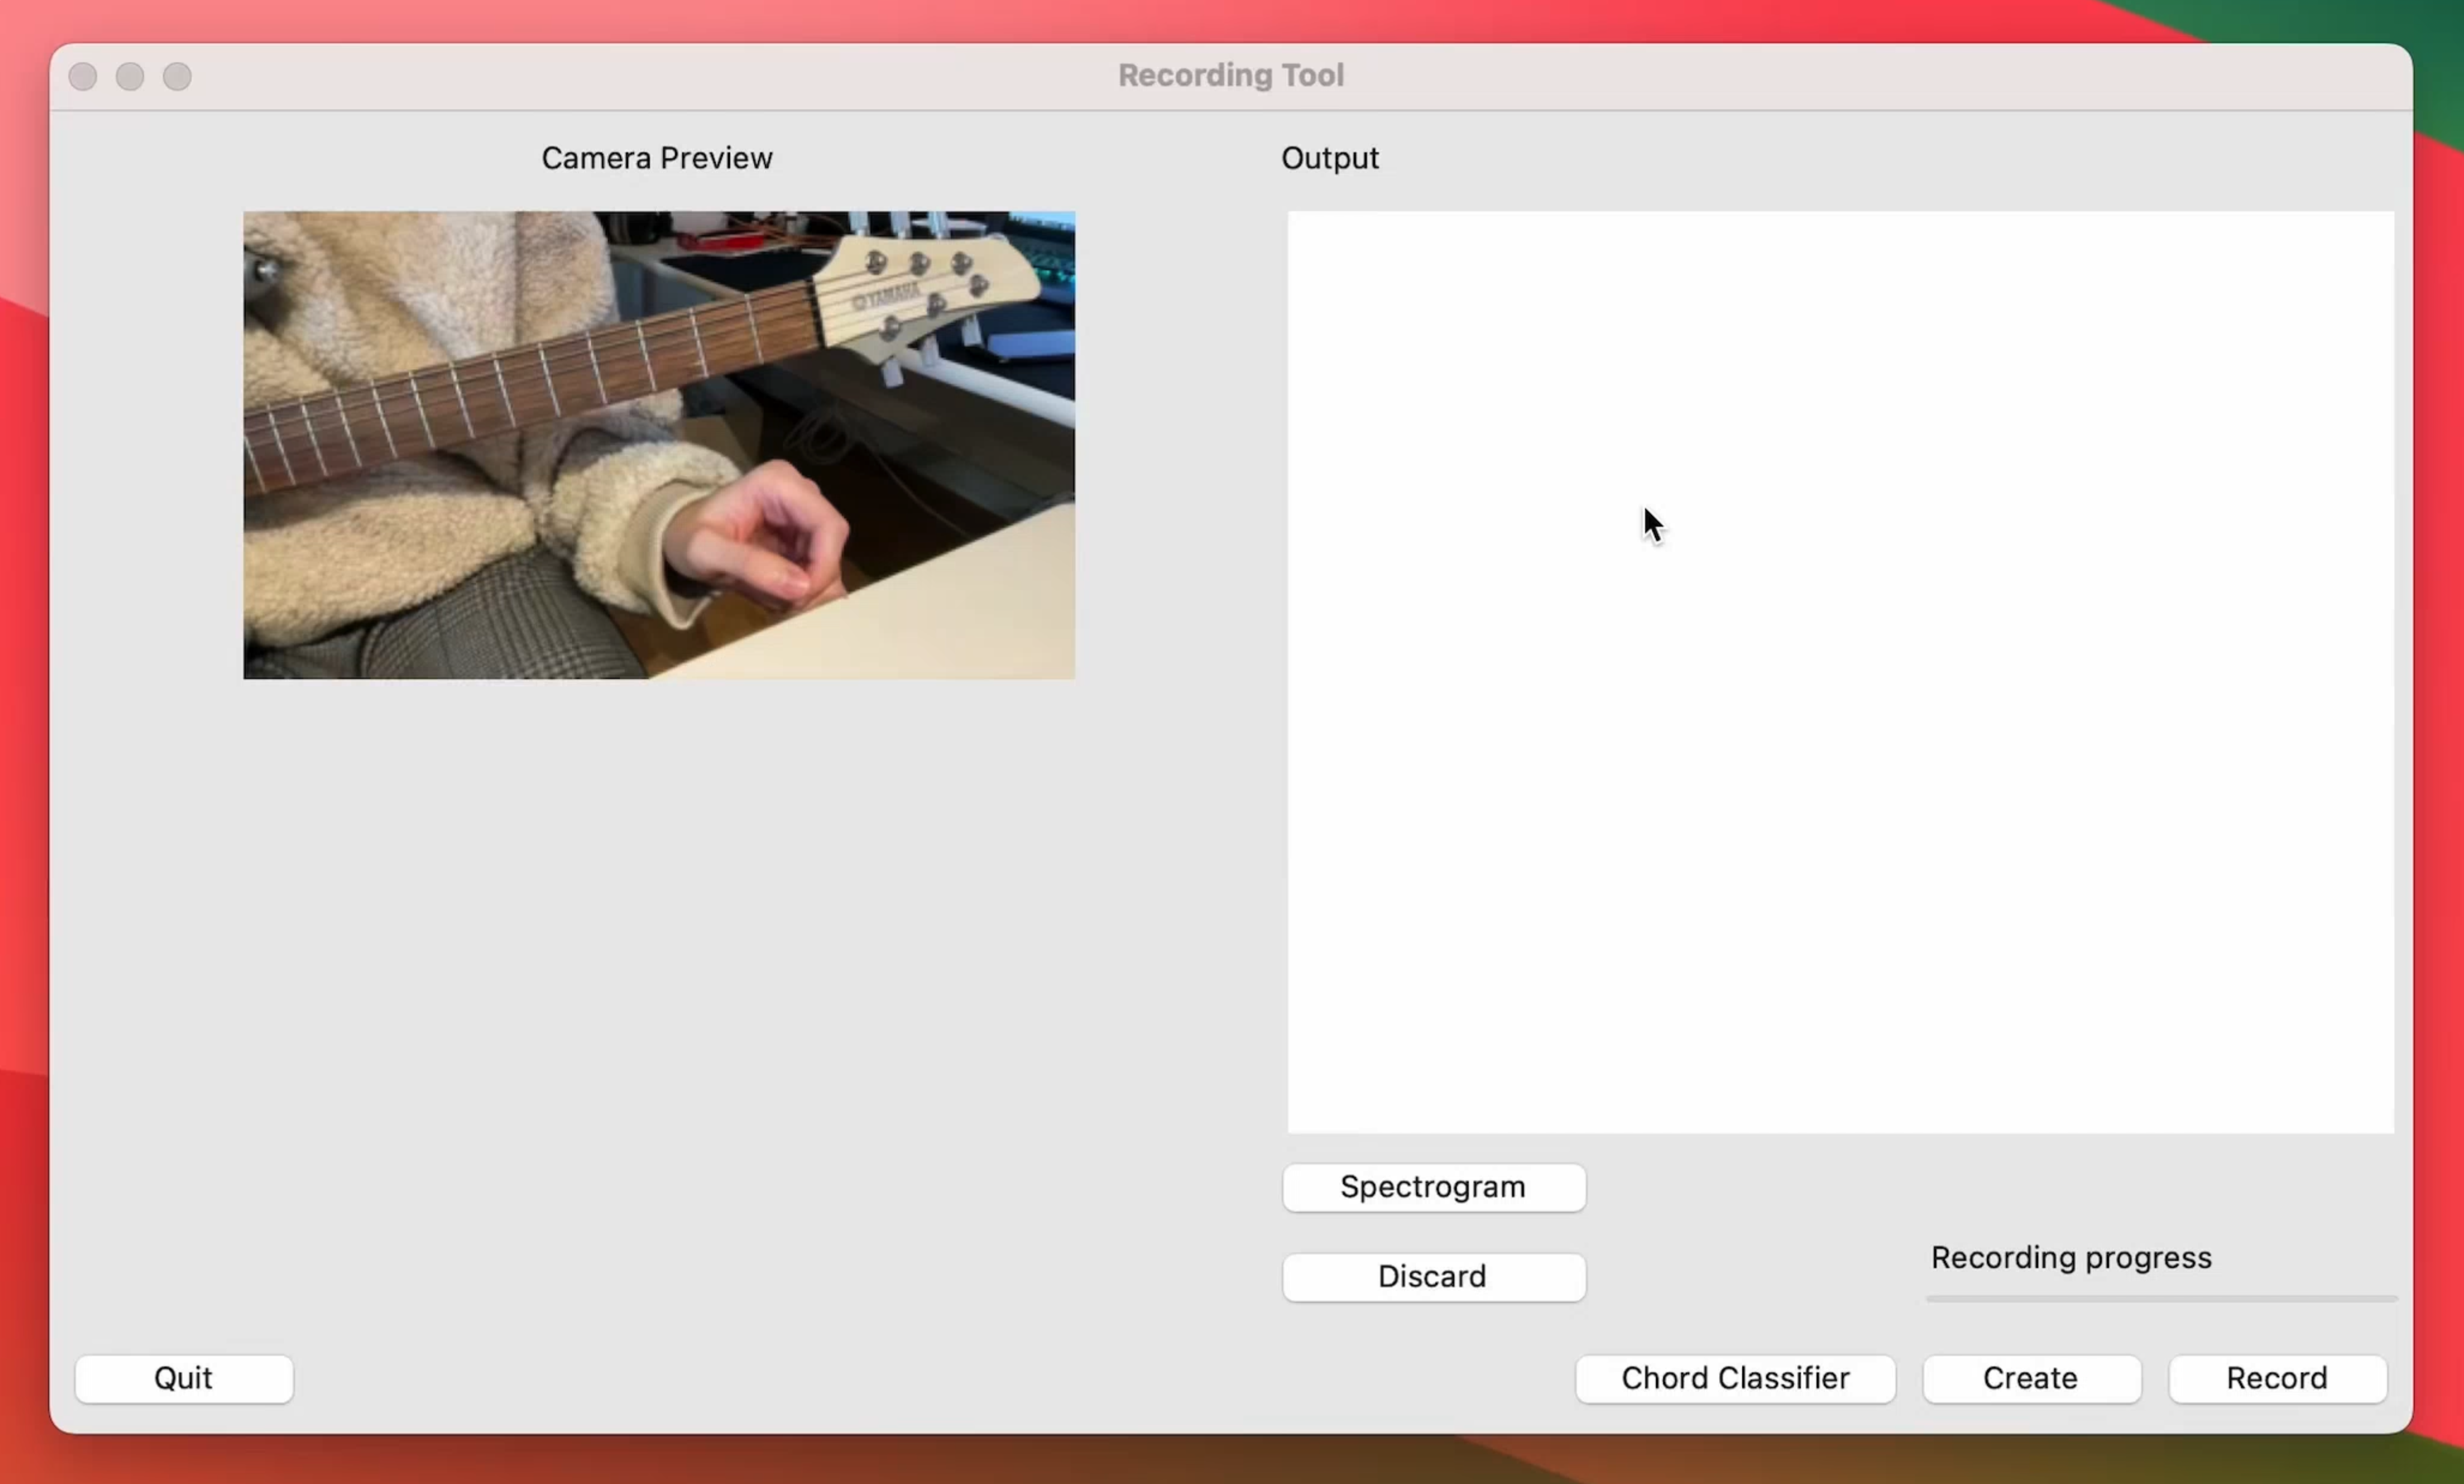 Recording Tool
Camera Preview
Output
YAMAHA
Spectrogram
Discard
Recording progress
Quit
Chord Classifier
Create
Record